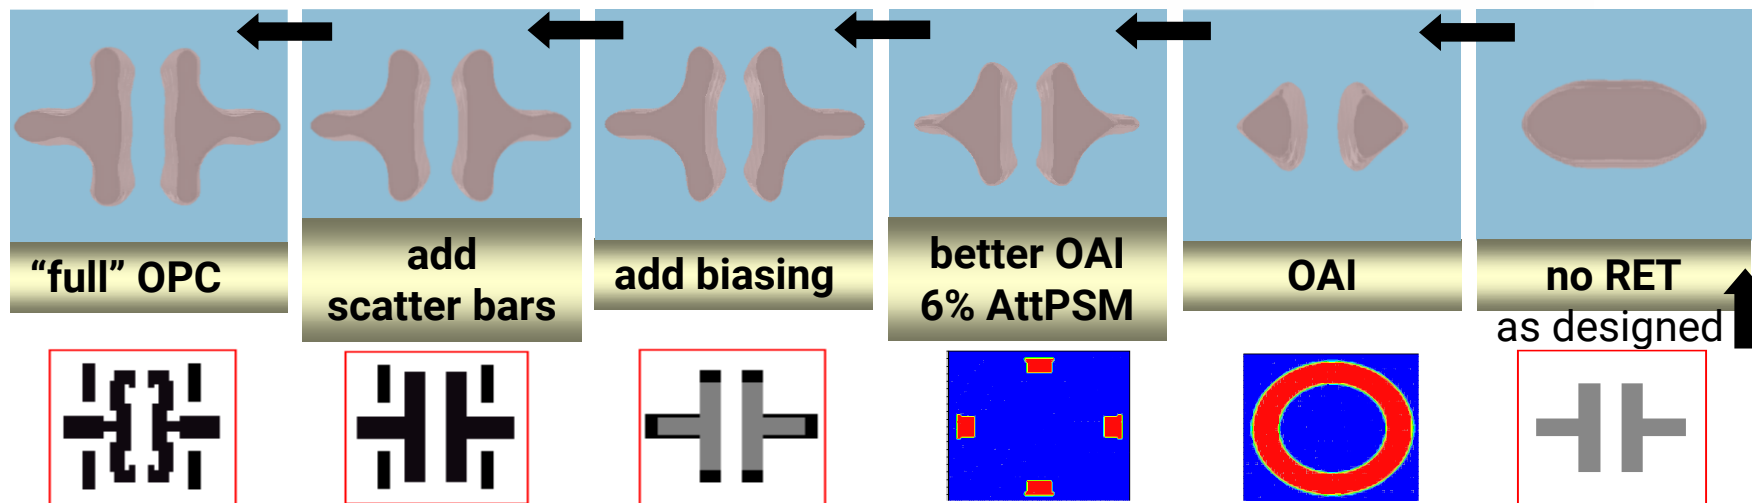 “full” OPC
add
scatter bars
add biasing
better OAI
6% AttPSM
OAI
no RET
as designed